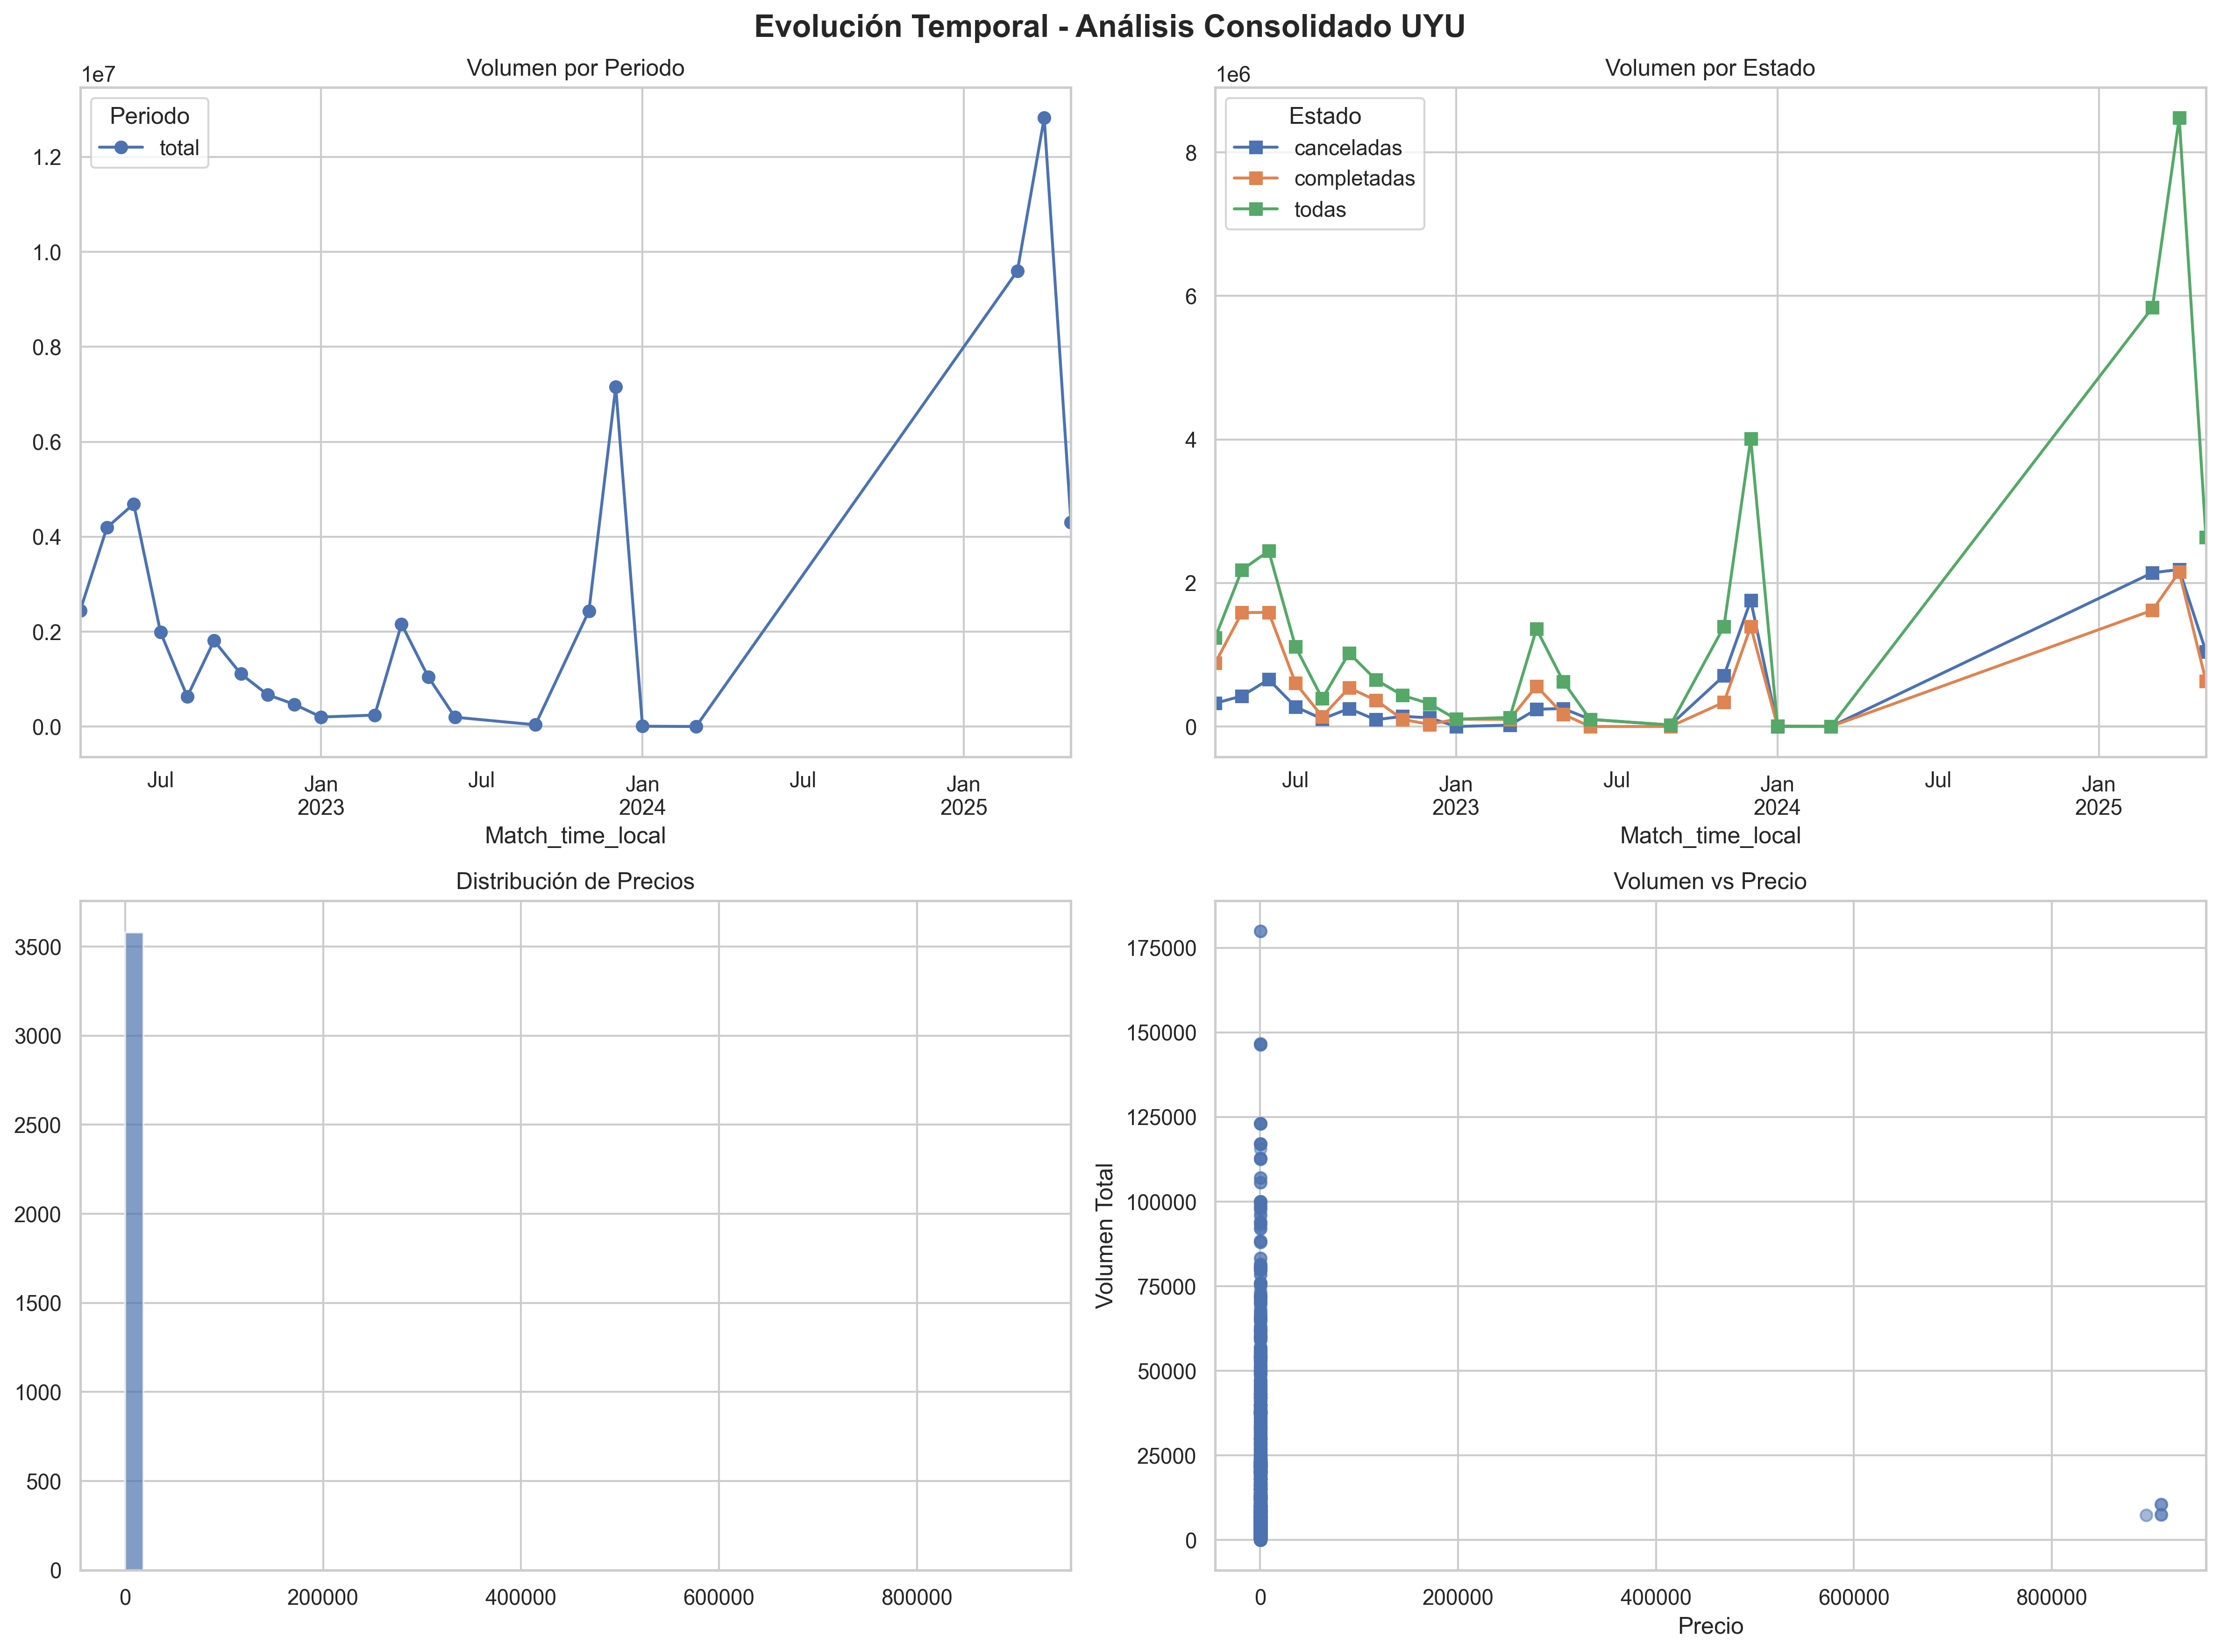 Evolución Temporal - Análisis Consolidado UYU
Volumen por Periodo
1e7
Periodo
total
1.2
1.0
0.8
0.6
0.4
0.2
0.0
Jul
Jan
2023
Jul
Jan
2024
Jul
Jan
2025
Match_time_local
Volumen por Estado
1e6
Estado
canceladas
completadas
todas
8
6
4
2
0
Jul
Jan
2023
Jul
Jan
2024
Jul
Jan
2025
Match_time_local
Distribución de Precios
3500
3000
2500
2000
1500
1000
500
0
0
200000
400000
600000
800000
Volumen vs Precio
Volumen Total
175000
150000
125000
100000
75000
50000
25000
0
0
200000
400000
600000
800000
Precio